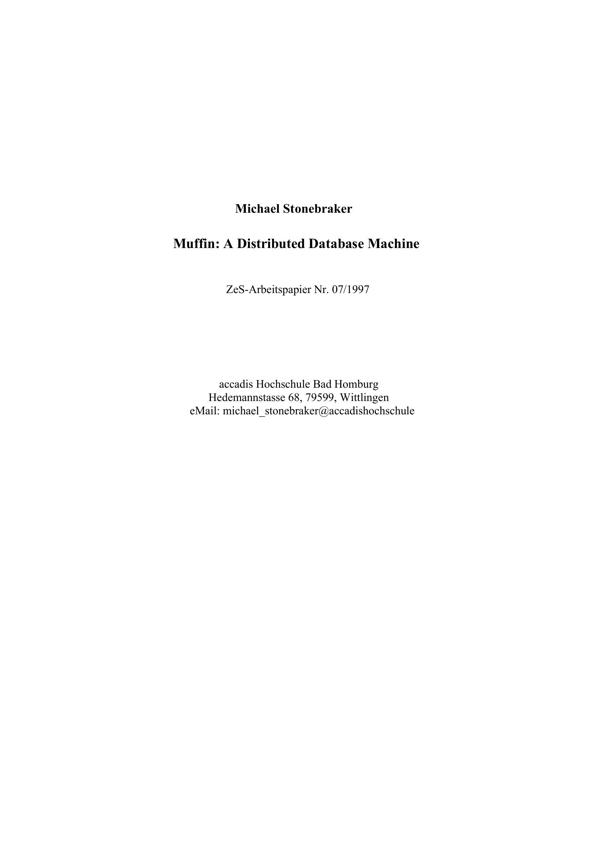 Michael Stonebraker
Muffin: A Distributed Database Machine
ZeS-Arbeitspapier Nr. 07/1997
accadis Hochschule Bad Homburg
Hedemannstasse 68, 79599, Wittlingen
eMail: michael_stonebraker@accadishochschule